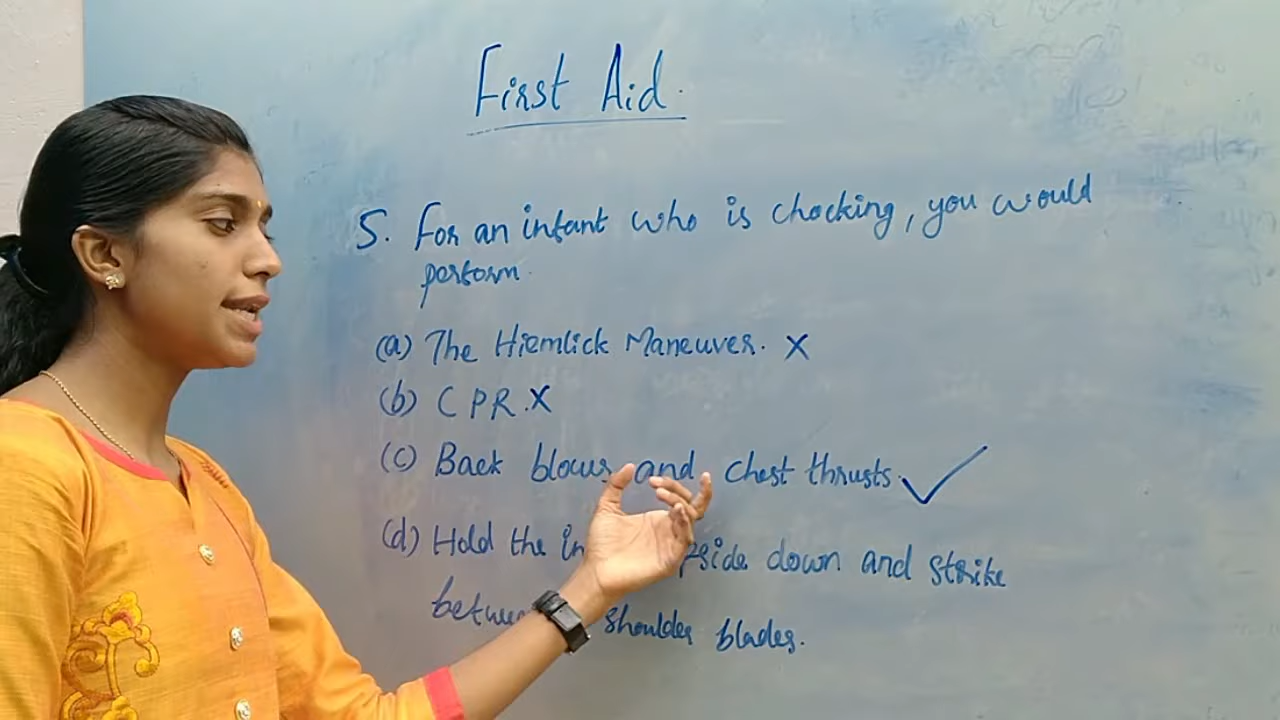 First Aid.
5. For an infant who is chocking, you would
perform.
(a) The Hiemlick Maneuver. X
(b) CPR. X
(c) Back blows and chest thrusts. ✓
(d) Hold the side down and strike
shoulder blades.